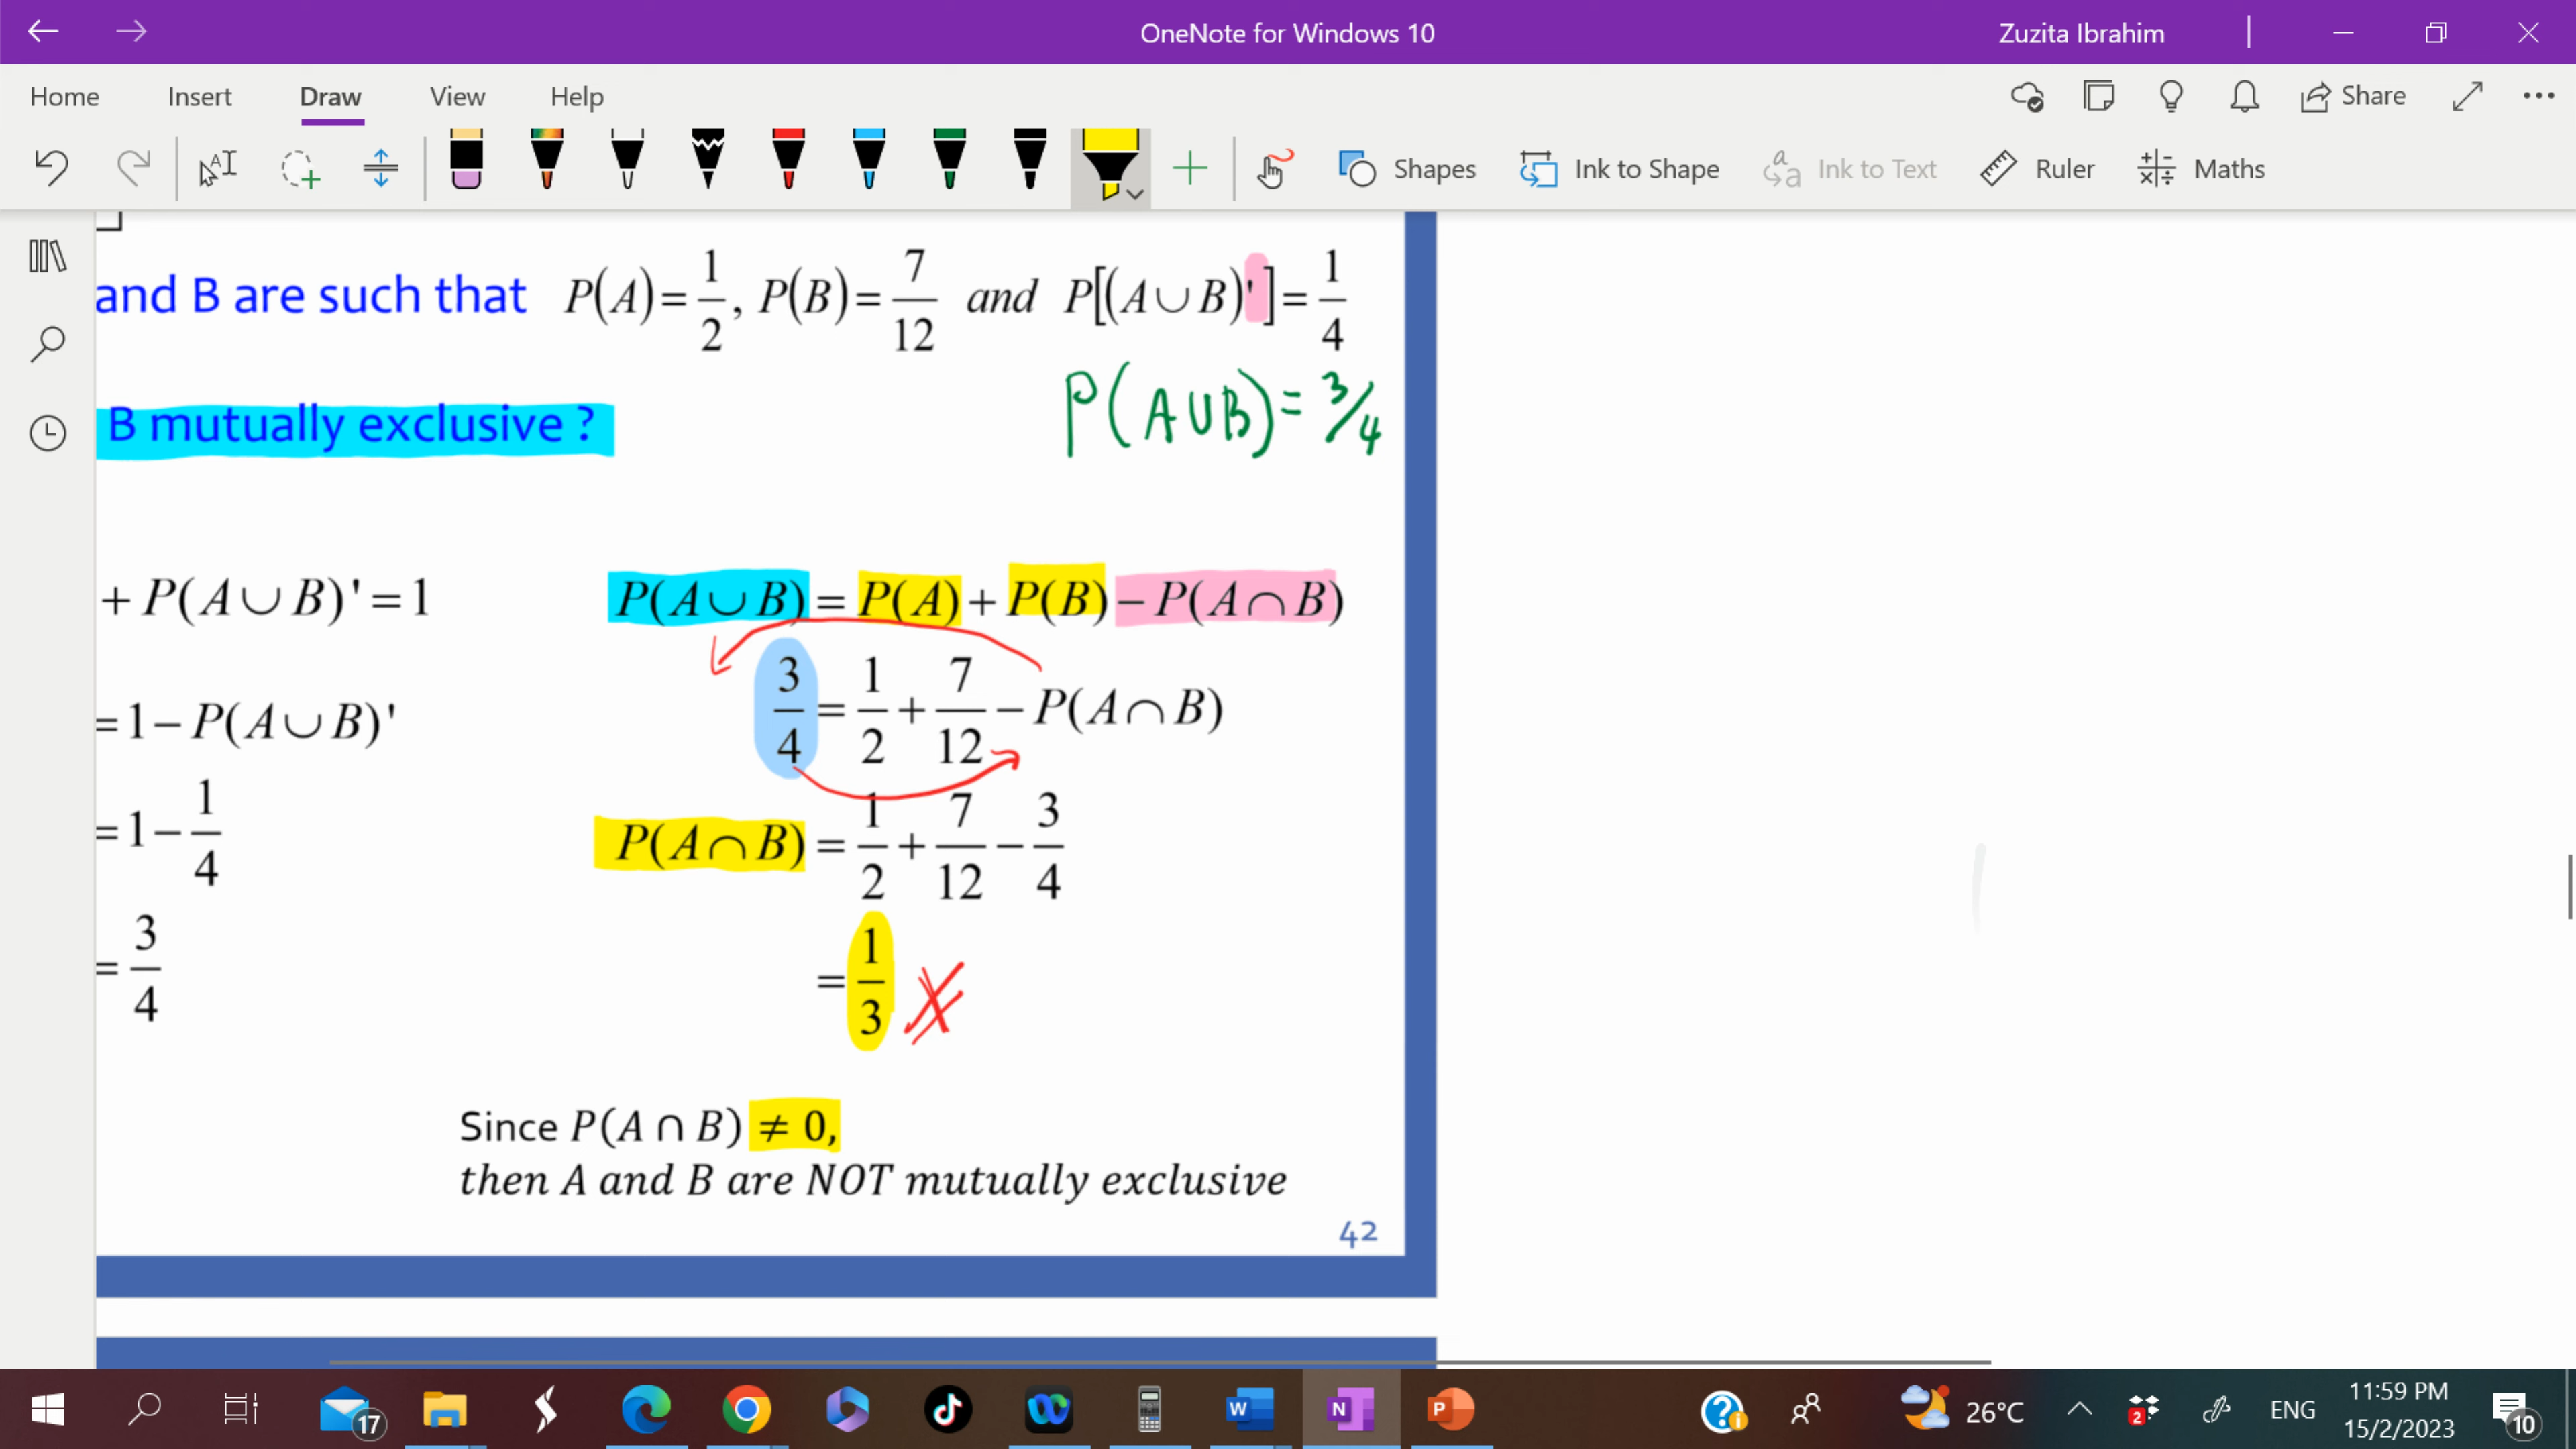 OneNote for Windows 10
Zuzita Ibrahim
Home Insert Draw View Help
Share
Shapes Ink to Shape Ink to Text Ruler Maths
and B are such that P(A) = 1/2, P(B) = 7/12 and P[(A ∪ B)'] = 1/4
P(A∪B) = 3/4
B mutually exclusive ?
+ P(A ∪ B)' = 1
= 1 − P(A ∪ B)'
= 1 − 1/4
= 3/4
P(A ∪ B) = P(A) + P(B) − P(A ∩ B)
3/4 = 1/2 + 7/12 − P(A ∩ B)
P(A ∩ B) = 1/2 + 7/12 − 3/4
= 1/3
Since P(A ∩ B) ≠ 0,
then A and B are NOT mutually exclusive
42
17
26°C
2
ENG
11:59 PM
15/2/2023
10